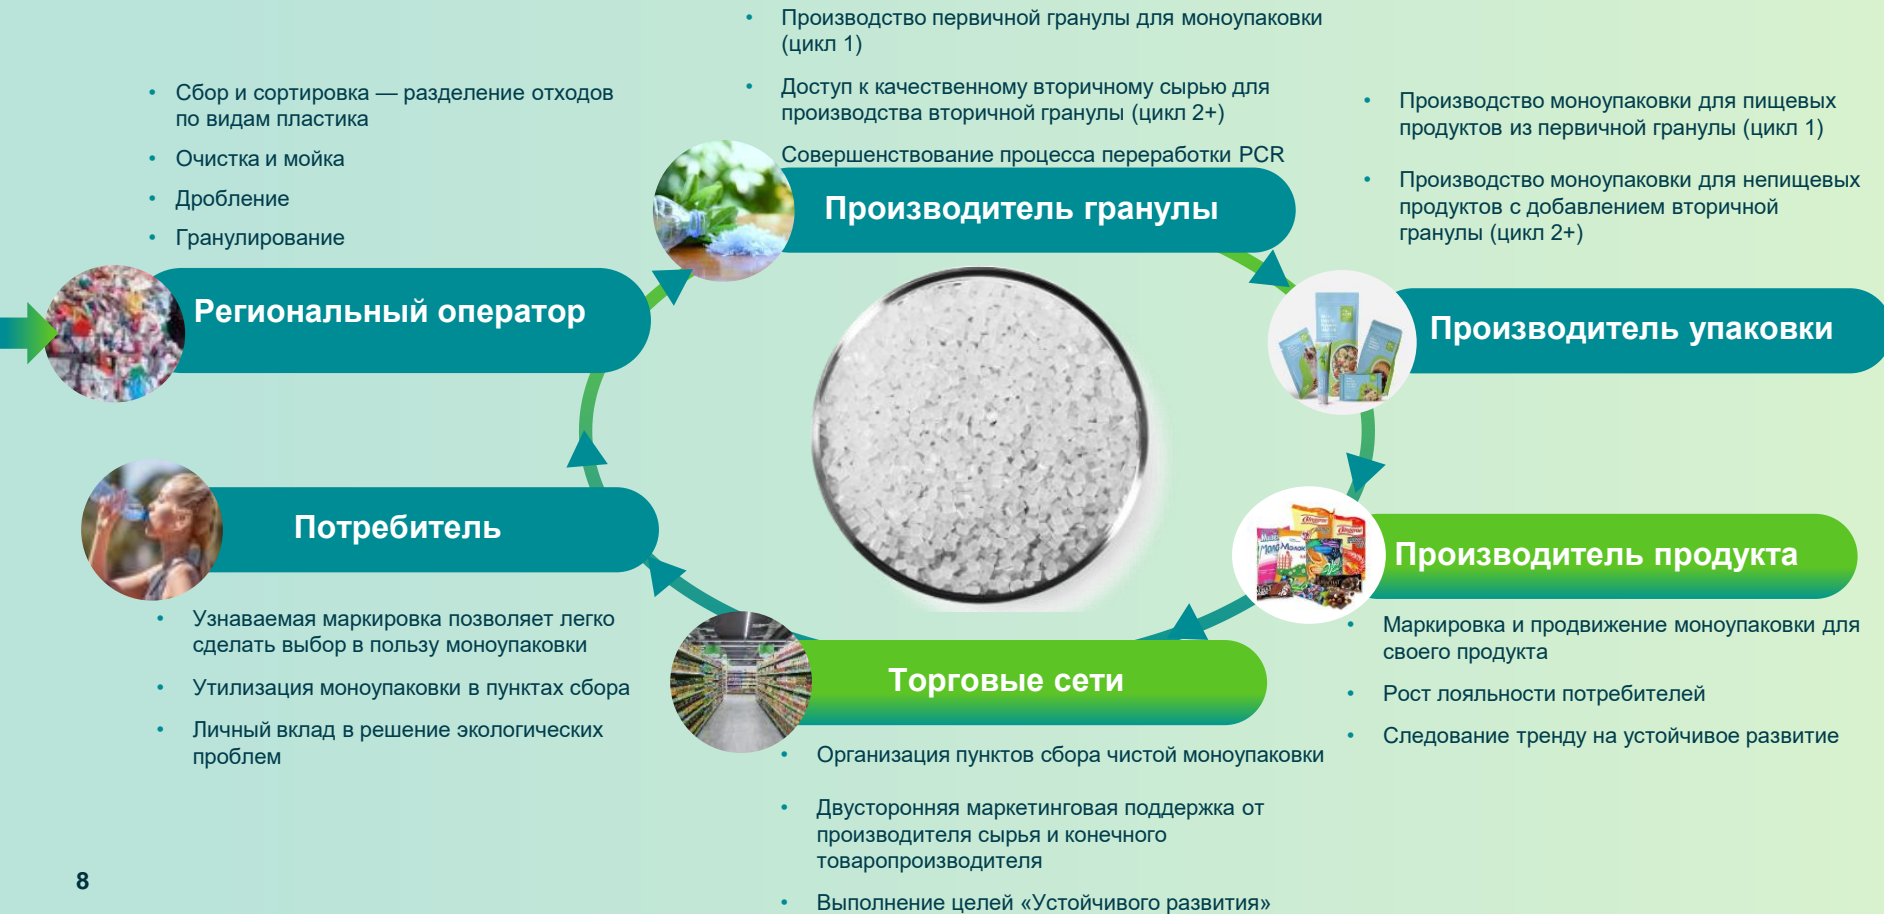 • Производство первичной гранулы для моноупаковки
(цикл 1)
• Доступ к качественному вторичному сырью для
производства вторичной гранулы (цикл 2+)
Совершенствование процесса переработки PCR
Производитель гранулы
• Сбор и сортировка — разделение отходов
по видам пластика
• Очистка и мойка
• Дробление
• Гранулирование
Региональный оператор
• Производство моноупаковки для пищевых
продуктов из первичной гранулы (цикл 1)
• Производство моноупаковки для непищевых
продуктов с добавлением вторичной
гранулы (цикл 2+)
Производитель упаковки
Потребитель
• Узнаваемая маркировка позволяет легко
сделать выбор в пользу моноупаковки
• Утилизация моноупаковки в пунктах сбора
• Личный вклад в решение экологических
проблем
Производитель продукта
• Маркировка и продвижение моноупаковки для
своего продукта
• Рост лояльности потребителей
• Следование тренду на устойчивое развитие
Торговые сети
• Организация пунктов сбора чистой моноупаковки
• Двусторонняя маркетинговая поддержка от
производителя сырья и конечного
товаропроизводителя
• Выполнение целей «Устойчивого развития»
8